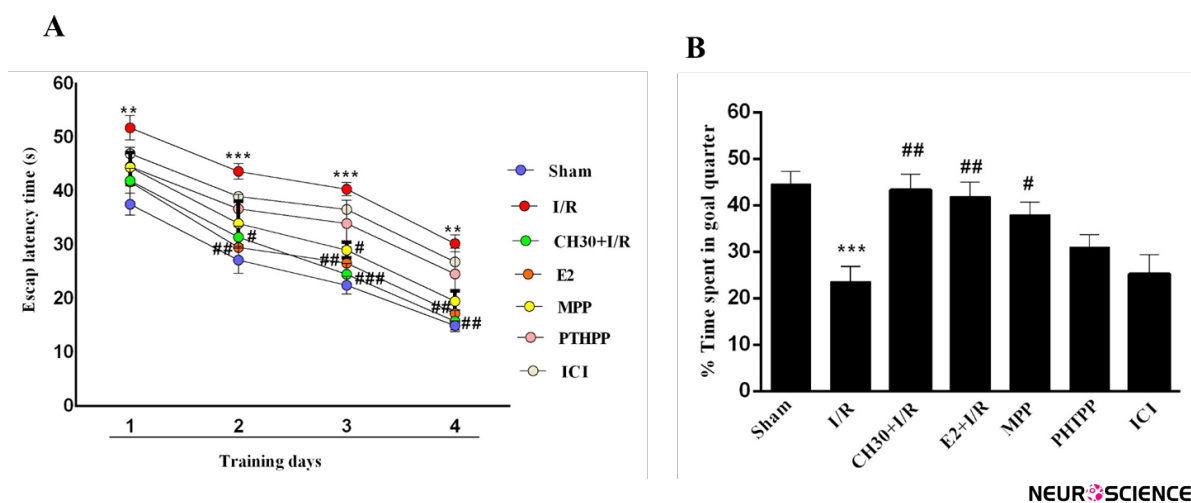 A
60
50
40
30
20
10
0
Escap latency time (s)
**
***
***
**
##
#
##
#
###
##
##
1
2
3
4
Training days
Sham
I/R
CH30+I/R
E2
MPP
PTHPP
ICI
B
60
50
40
30
20
10
0
% Time spent in goal quarter
***
##
##
#
Sham
I/R
CH30+I/R
E2+I/R
MPP
PHTPP
ICI
NEUROSCIENCE